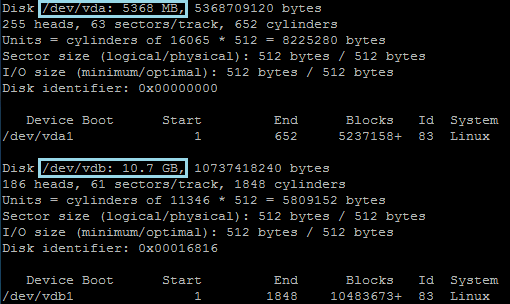 Disk /dev/vda: 5368 MB, 5368709120 bytes
255 heads, 63 sectors/track, 652 cylinders
Units = cylinders of 16065 * 512 = 8225280 bytes
Sector size (logical/physical): 512 bytes / 512 bytes
I/O size (minimum/optimal): 512 bytes / 512 bytes
Disk identifier: 0x00000000
Device Boot Start End Blocks Id System
/dev/vda1 1 652 5237158+ 83 Linux
Disk /dev/vdb: 10.7 GB, 10737418240 bytes
186 heads, 61 sectors/track, 1848 cylinders
Units = cylinders of 11346 * 512 = 5809152 bytes
Sector size (logical/physical): 512 bytes / 512 bytes
I/O size (minimum/optimal): 512 bytes / 512 bytes
Disk identifier: 0x00016816
Device Boot Start End Blocks Id System
/dev/vdb1 1 1848 10483673+ 83 Linux